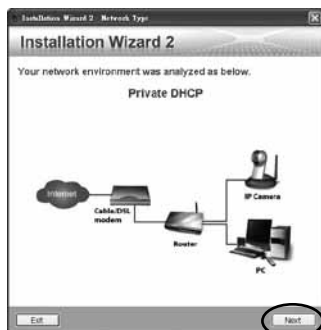 Installation Wizard 2 Network Type
Installation Wizard 2
Your network environment was analyzed as below.
Private DHCP
Internet
IP Camera
Cable/DSL
modem
Router
PC
Exit
Next